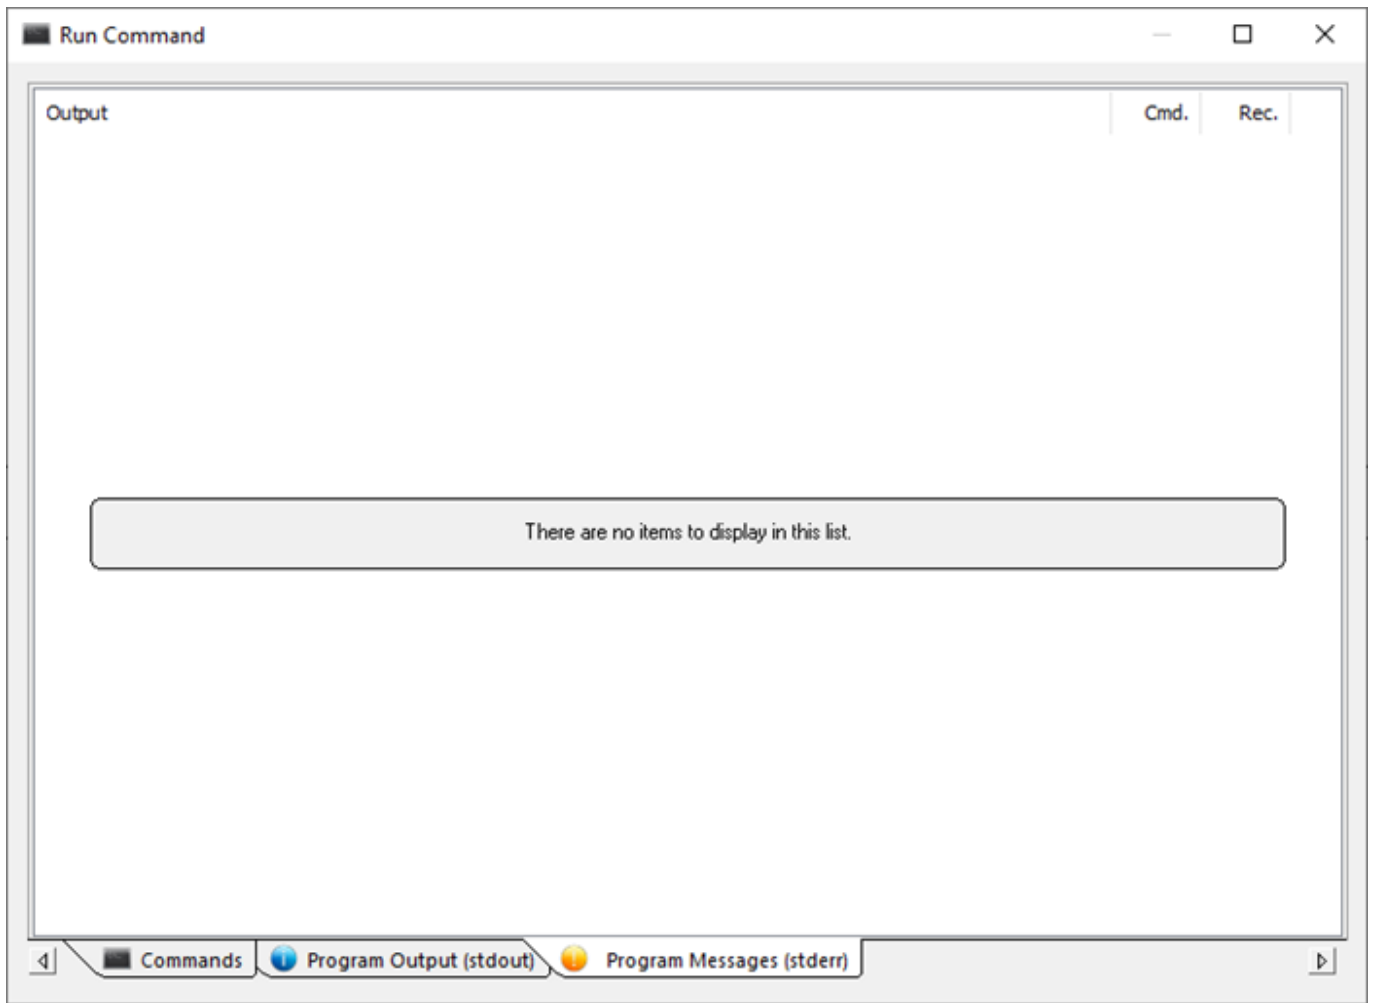 Run Command
Output Cmd. Rec.
There are no items to display in this list.
Commands Program Output (stdout) Program Messages (stderr)